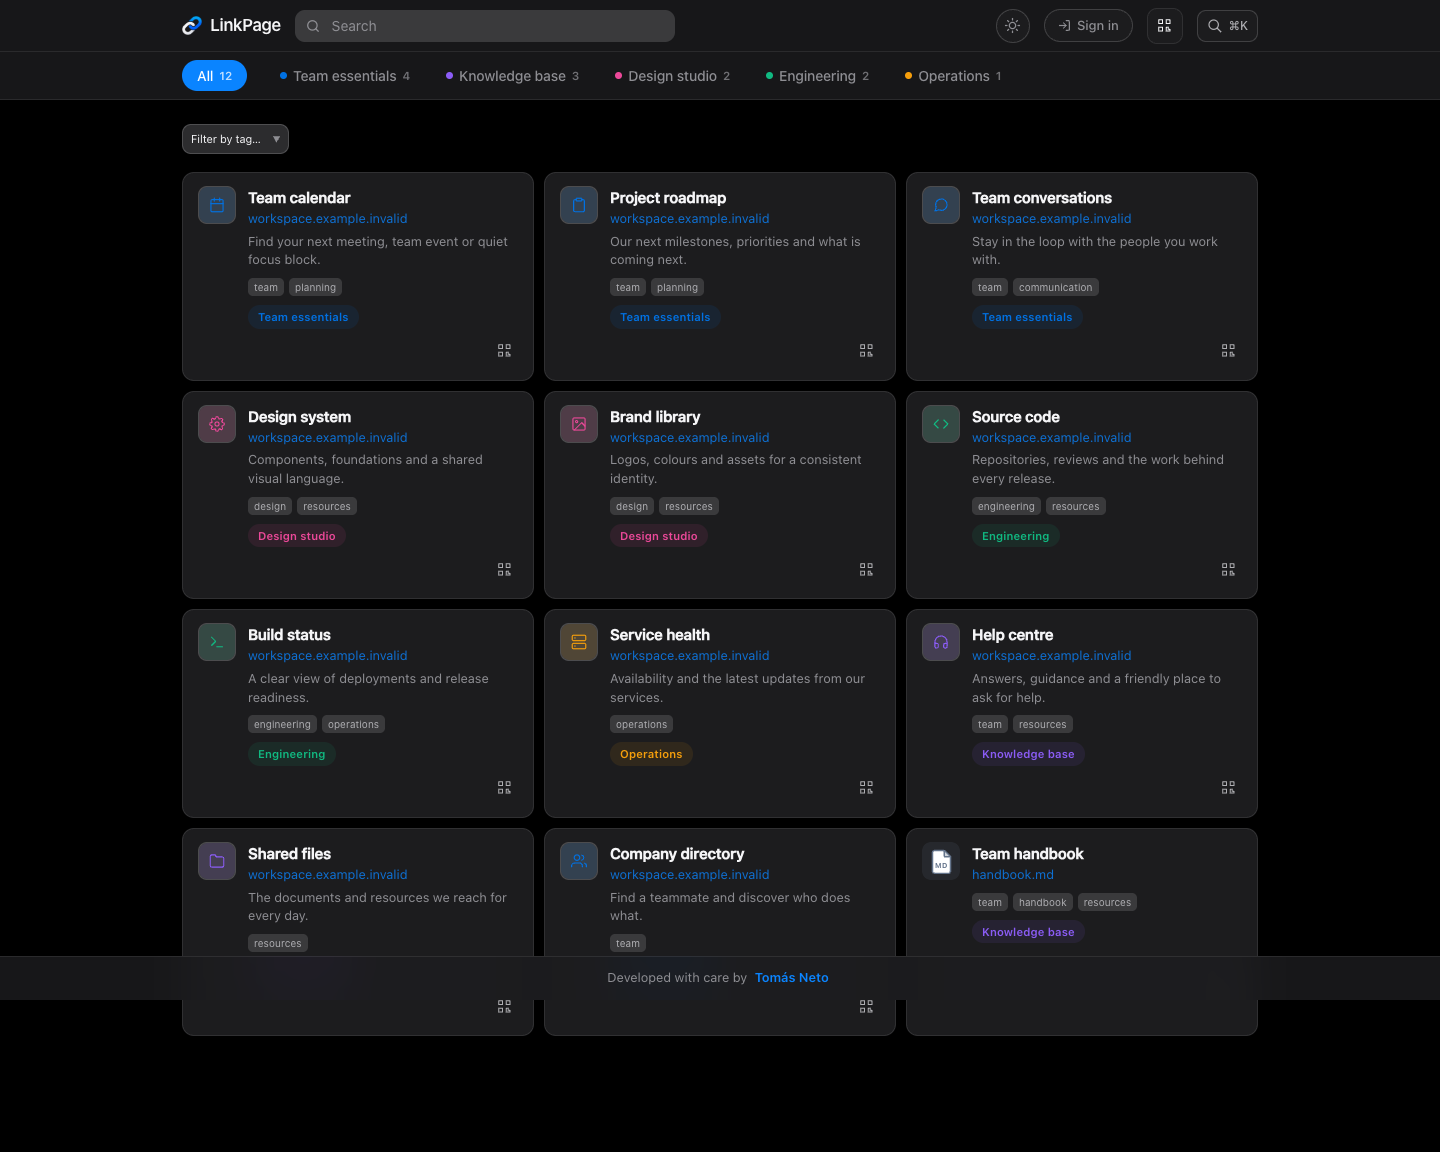 LinkPage
Search
Sign in
⌘K
All 12
Team essentials 4
Knowledge base 3
Design studio 2
Engineering 2
Operations 1
Filter by tag...
Team calendar
workspace.example.invalid
Find your next meeting, team event or quiet
focus block.
team planning
Team essentials
Project roadmap
workspace.example.invalid
Our next milestones, priorities and what is
coming next.
team planning
Team essentials
Team conversations
workspace.example.invalid
Stay in the loop with the people you work
with.
team communication
Team essentials
Design system
workspace.example.invalid
Components, foundations and a shared
visual language.
design resources
Design studio
Brand library
workspace.example.invalid
Logos, colours and assets for a consistent
identity.
design resources
Design studio
Source code
workspace.example.invalid
Repositories, reviews and the work behind
every release.
engineering resources
Engineering
Build status
workspace.example.invalid
A clear view of deployments and release
readiness.
engineering operations
Engineering
Service health
workspace.example.invalid
Availability and the latest updates from our
services.
operations
Operations
Help centre
workspace.example.invalid
Answers, guidance and a friendly place to
ask for help.
team resources
Knowledge base
Shared files
workspace.example.invalid
The documents and resources we reach for
every day.
resources
Company directory
workspace.example.invalid
Find a teammate and discover who does
what.
team
MD
Team handbook
handbook.md
team handbook resources
Knowledge base
Developed with care by Tomás Neto